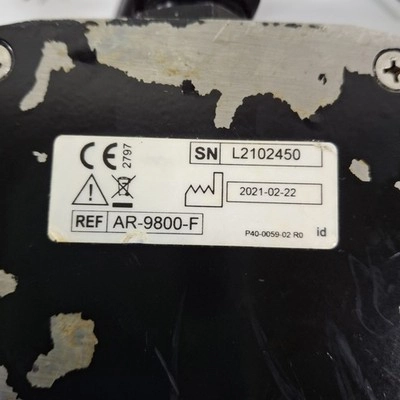 CE 2797
SN L2102450
2021-02-22
REF AR-9800-F
P40-0059-02 R0 id